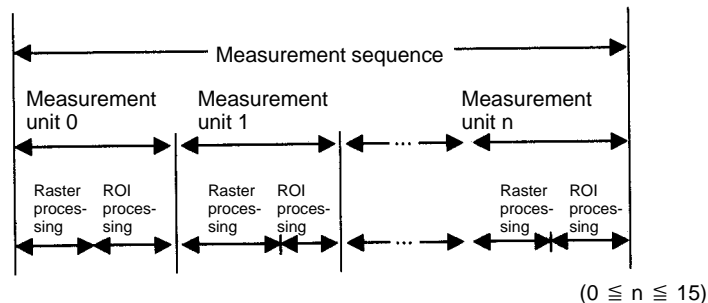 Measurement sequence
Measurement
unit 0
Measurement
unit 1
...
Measurement
unit n
Raster
proces-
sing
ROI
proces-
sing
Raster
proces-
sing
ROI
proces-
sing
...
Raster
proces-
sing
ROI
proces-
sing
(0 ≦ n ≦ 15)